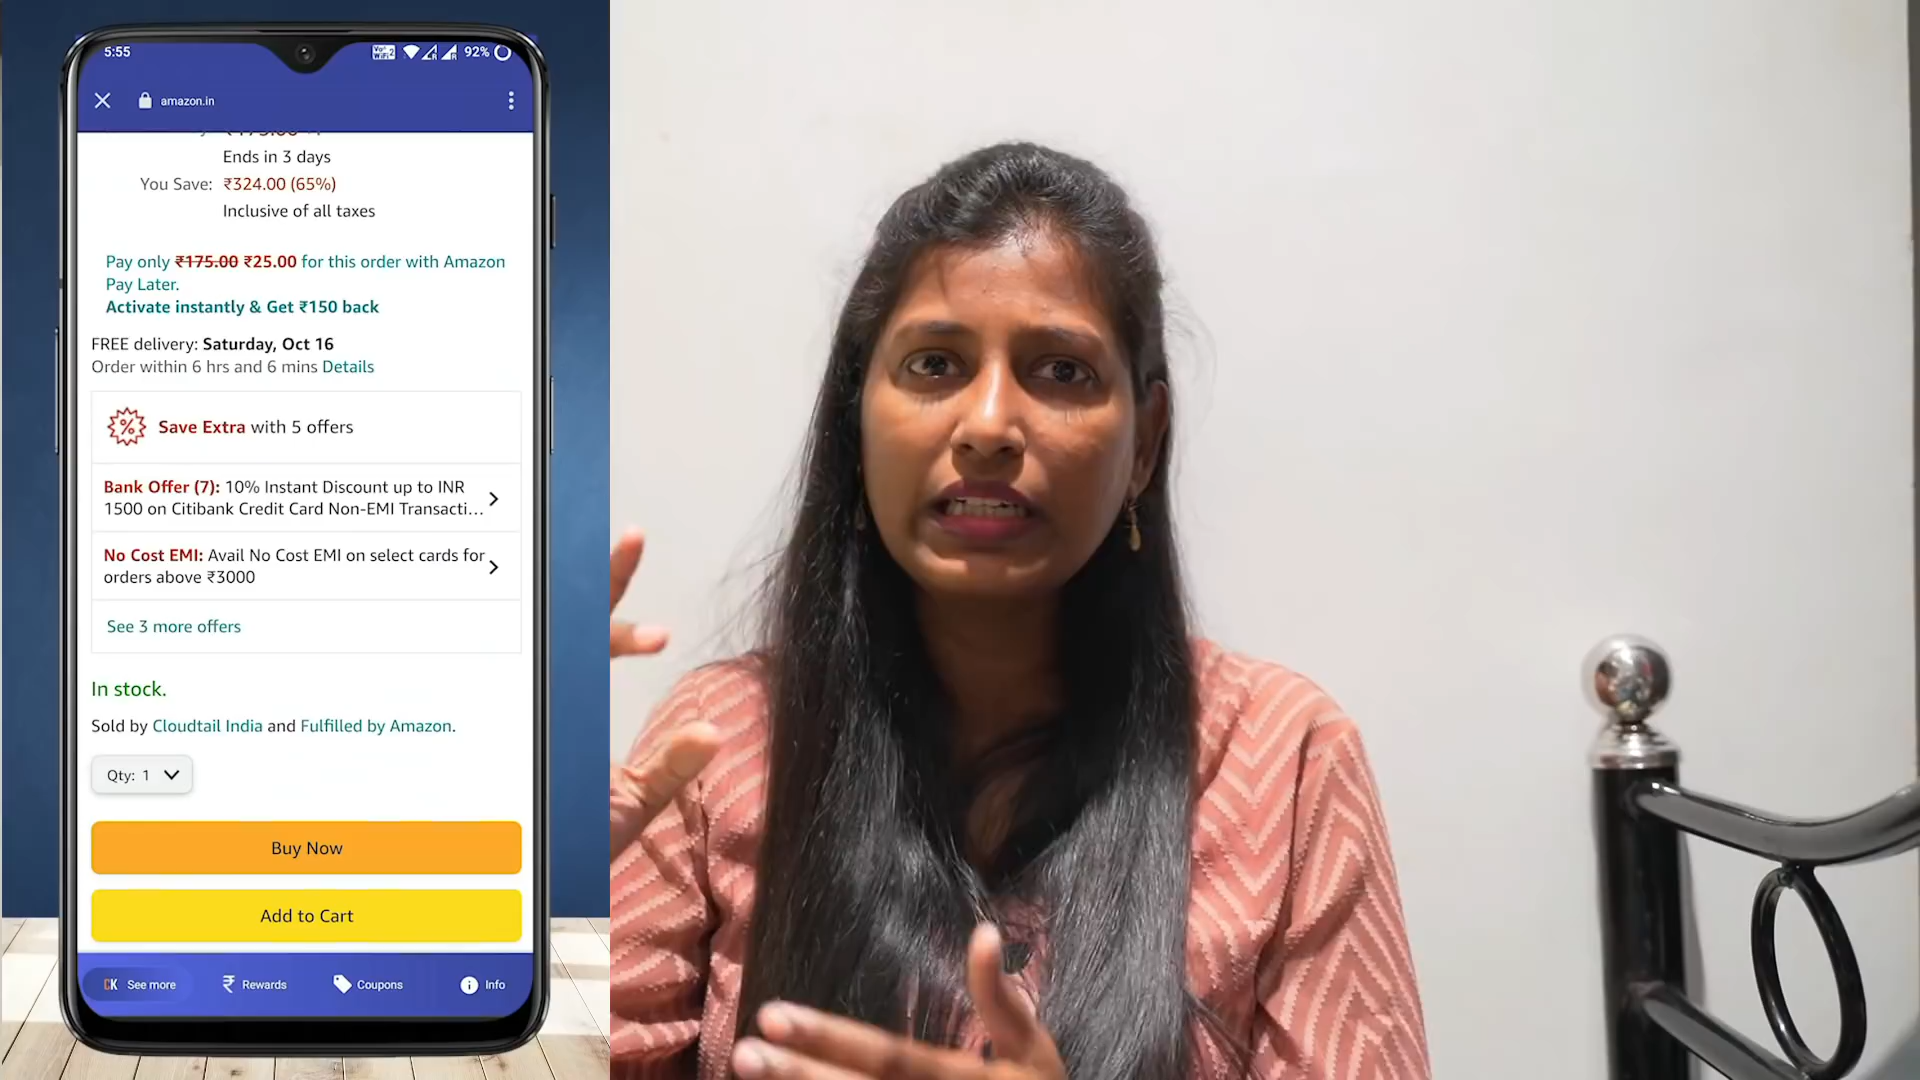 5:55
92%
amazon.in
Ends in 3 days
You Save: ₹324.00 (65%)
Inclusive of all taxes
Pay only ₹175.00 ₹25.00 for this order with Amazon
Pay Later.
Activate instantly & Get ₹150 back
FREE delivery: Saturday, Oct 16
Order within 6 hrs and 6 mins Details
% Save Extra with 5 offers
Bank Offer (7): 10% Instant Discount up to INR
1500 on Citibank Credit Card Non-EMI Transacti...
No Cost EMI: Avail No Cost EMI on select cards for
orders above ₹3000
See 3 more offers
In stock.
Sold by Cloudtail India and Fulfilled by Amazon.
Qty: 1
Buy Now
Add to Cart
CK See more ₹ Rewards Coupons Info